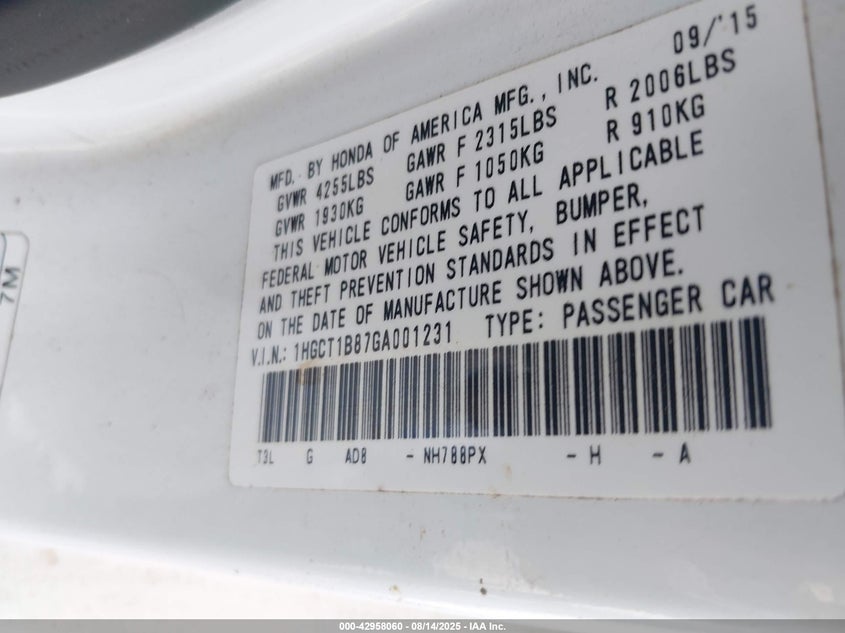 09/'15
MFD. BY HONDA OF AMERICA MFG., INC.
GVWR 4255LBS GAWR F 2315LBS R 2006LBS
GVWR 1930KG GAWR F 1050KG R 910KG
THIS VEHICLE CONFORMS TO ALL APPLICABLE
FEDERAL MOTOR VEHICLE SAFETY, BUMPER,
AND THEFT PREVENTION STANDARDS IN EFFECT
ON THE DATE OF MANUFACTURE SHOWN ABOVE.
V.I.N.: 1HGCT1B87GA001231 TYPE: PASSENGER CAR
T3L G AD8 - NH788PX - H - A
7M
000-42958060 - 08/14/2025 - IAA Inc.